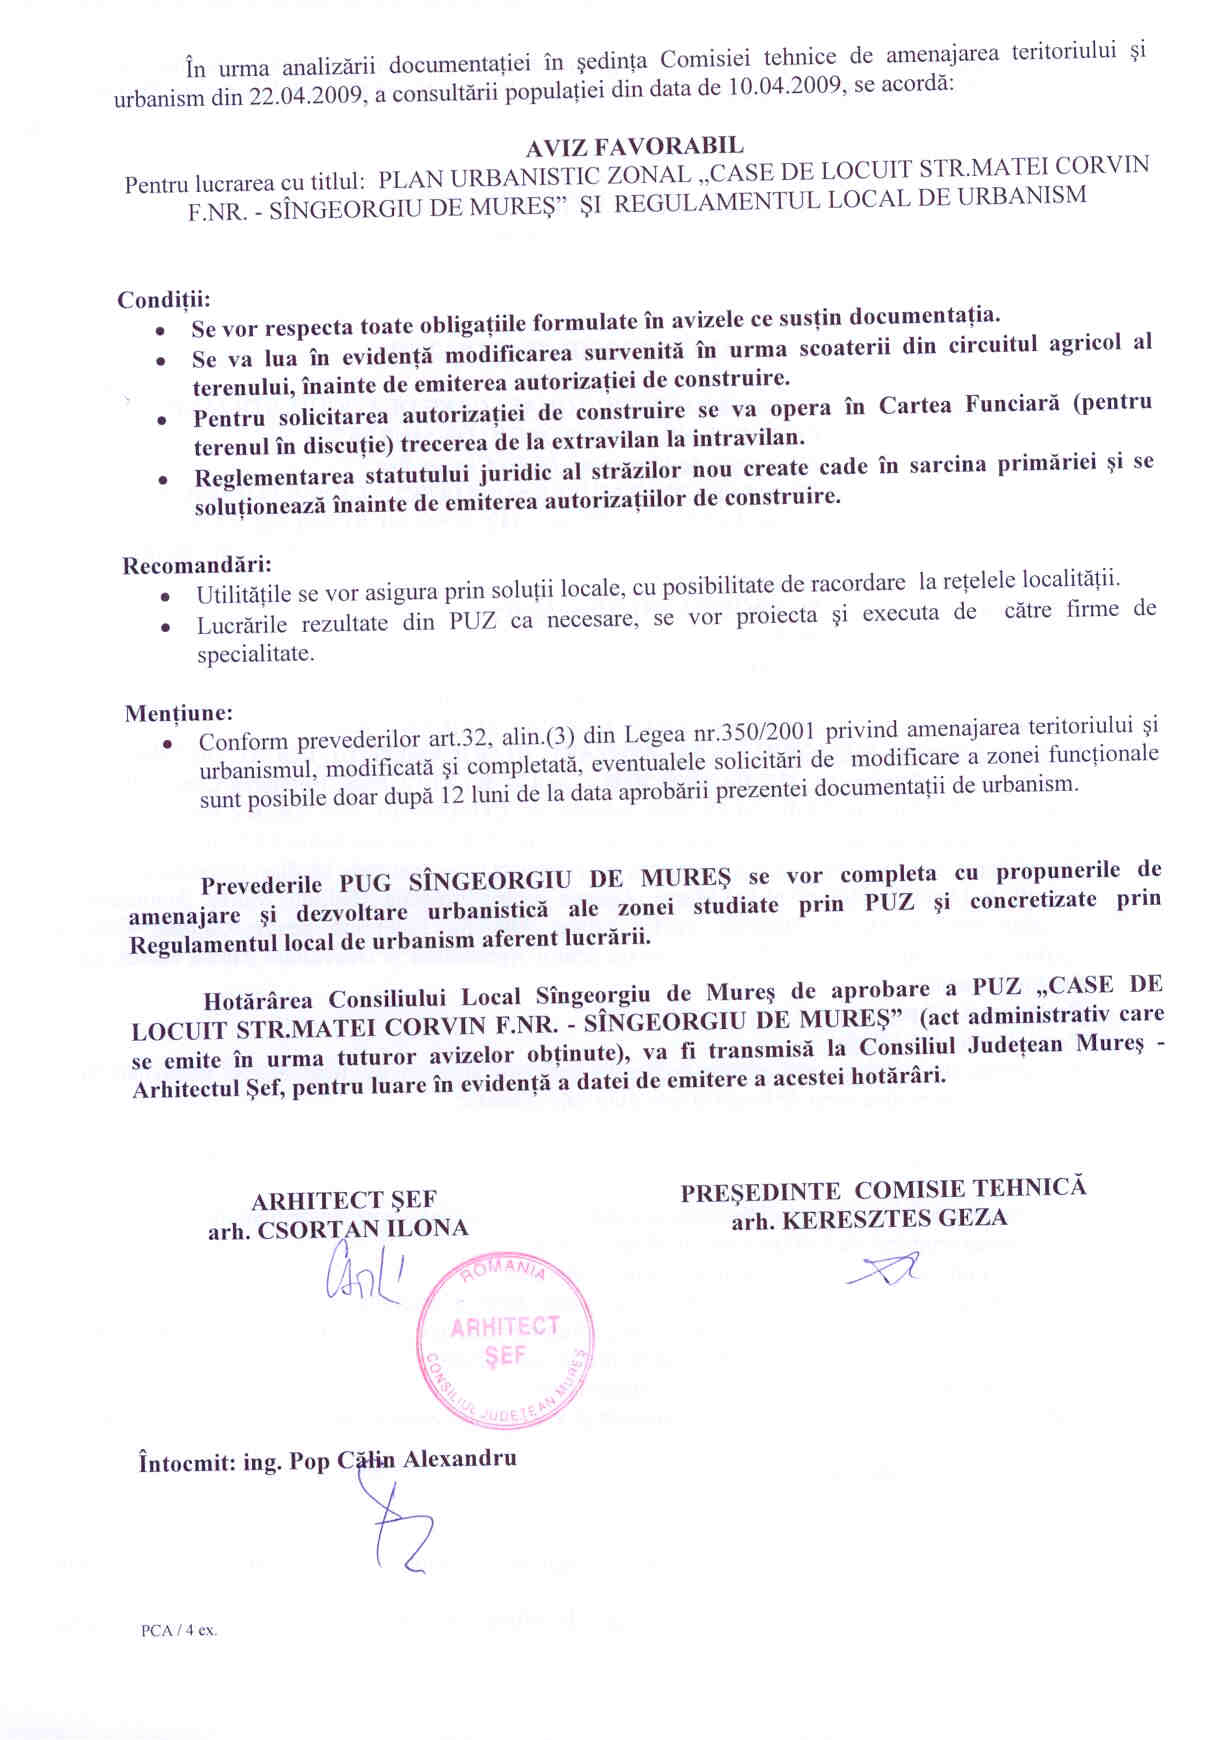 În urma analizării documentației în ședința Comisiei tehnice de amenajarea teritoriului și
urbanism din 22.04.2009, a consultării populației din data de 10.04.2009, se acordă:
AVIZ FAVORABIL
Pentru lucrarea cu titlul: PLAN URBANISTIC ZONAL „CASE DE LOCUIT STR.MATEI CORVIN
F.NR. - SÎNGEORGIU DE MUREȘ” ȘI REGULAMENTUL LOCAL DE URBANISM
Condiții:
• Se vor respecta toate obligațiile formulate în avizele ce susțin documentația.
• Se va lua în evidență modificarea survenită în urma scoaterii din circuitul agricol al
terenului, înainte de emiterea autorizației de construire.
• Pentru solicitarea autorizației de construire se va opera în Cartea Funciară (pentru
terenul în discuție) trecerea de la extravilan la intravilan.
• Reglementarea statutului juridic al străzilor nou create cade în sarcina primăriei și se
soluționează înainte de emiterea autorizațiilor de construire.
Recomandări:
• Utilitățile se vor asigura prin soluții locale, cu posibilitate de racordare la rețelele localității.
• Lucrările rezultate din PUZ ca necesare, se vor proiecta și executa de către firme de
specialitate.
Mențiune:
• Conform prevederilor art.32, alin.(3) din Legea nr.350/2001 privind amenajarea teritoriului și
urbanismul, modificată și completată, eventualele solicitări de modificare a zonei funcționale
sunt posibile doar după 12 luni de la data aprobării prezentei documentații de urbanism.
Prevederile PUG SÎNGEORGIU DE MUREȘ se vor completa cu propunerile de
amenajare și dezvoltare urbanistică ale zonei studiate prin PUZ și concretizate prin
Regulamentul local de urbanism aferent lucrării.
Hotărârea Consiliului Local Sîngeorgiu de Mureș de aprobare a PUZ „CASE DE
LOCUIT STR.MATEI CORVIN F.NR. - SÎNGEORGIU DE MUREȘ” (act administrativ care
se emite în urma tuturor avizelor obținute), va fi transmisă la Consiliul Județean Mureș -
Arhitectul Șef, pentru luare în evidență a datei de emitere a acestei hotărâri.
ARHITECT ȘEF
arh. CSORTAN ILONA
PREȘEDINTE COMISIE TEHNICĂ
arh. KERESZTES GEZA
ROMANIA
ARHITECT
ȘEF
CONSILIUL JUDEȚEAN MUREȘ
Întocmit: ing. Pop Călin Alexandru
PCA / 4 ex.